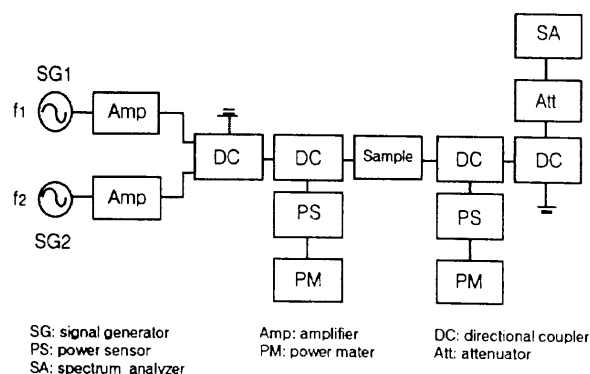 SA
SG1
f1
Amp
Att
DC
DC
Sample
DC
DC
f2
Amp
SG2
PS
PS
PM
PM
SG: signal generator
Amp: amplifier
DC: directional coupler
PS: power sensor
PM: power mater
Att: attenuator
SA: spectrum analyzer